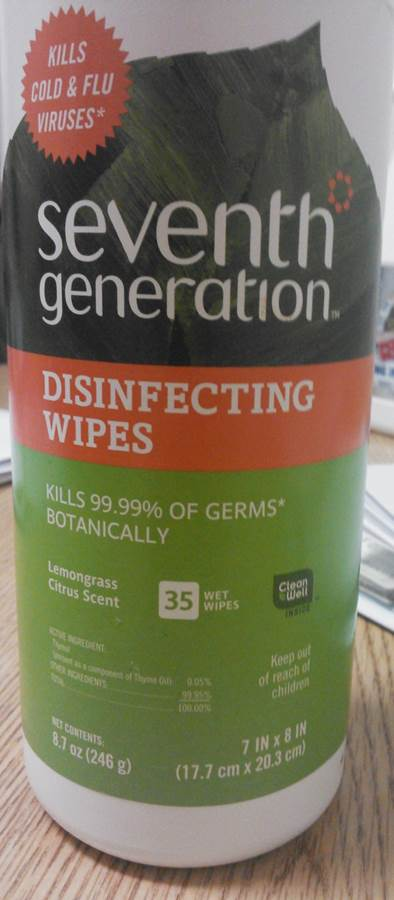 KILLS
COLD & FLU
VIRUSES*
seventh
generation™
DISINFECTING
WIPES
KILLS 99.99% OF GERMS*
BOTANICALLY
Lemongrass
Citrus Scent
35 WET
WIPES
Clean
Well
INSIDE
ACTIVE INGREDIENT:
Thymol
(present as a component of Thyme Oil) 0.05%
OTHER INGREDIENTS: 99.95%
TOTAL 100.00%
Keep out
of reach of
children
NET CONTENTS:
8.7 oz (246 g)
7 IN x 8 IN
(17.7 cm x 20.3 cm)